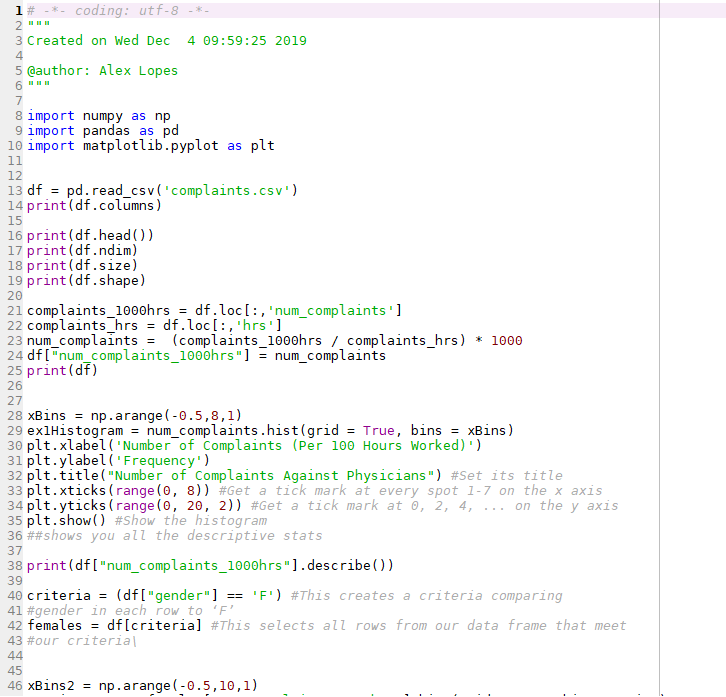 1 # -*- coding: utf-8 -*-
2 """
3 Created on Wed Dec  4 09:59:25 2019
4
5 @author: Alex Lopes
6 """
7
8 import numpy as np
9 import pandas as pd
10 import matplotlib.pyplot as plt
11
12
13 df = pd.read_csv('complaints.csv')
14 print(df.columns)
15
16 print(df.head())
17 print(df.ndim)
18 print(df.size)
19 print(df.shape)
20
21 complaints_1000hrs = df.loc[:,'num_complaints']
22 complaints_hrs = df.loc[:,'hrs']
23 num_complaints =  (complaints_1000hrs / complaints_hrs) * 1000
24 df["num_complaints_1000hrs"] = num_complaints
25 print(df)
26
27
28 xBins = np.arange(-0.5,8,1)
29 ex1Histogram = num_complaints.hist(grid = True, bins = xBins)
30 plt.xlabel('Number of Complaints (Per 100 Hours Worked)')
31 plt.ylabel('Frequency')
32 plt.title("Number of Complaints Against Physicians") #Set its title
33 plt.xticks(range(0, 8)) #Get a tick mark at every spot 1-7 on the x axis
34 plt.yticks(range(0, 20, 2)) #Get a tick mark at 0, 2, 4, ... on the y axis
35 plt.show() #Show the histogram
36 ##shows you all the descriptive stats
37
38 print(df["num_complaints_1000hrs"].describe())
39
40 criteria = (df["gender"] == 'F') #This creates a criteria comparing
41 #gender in each row to ‘F’
42 females = df[criteria] #This selects all rows from our data frame that meet
43 #our criteria\
44
45
46 xBins2 = np.arange(-0.5,10,1)